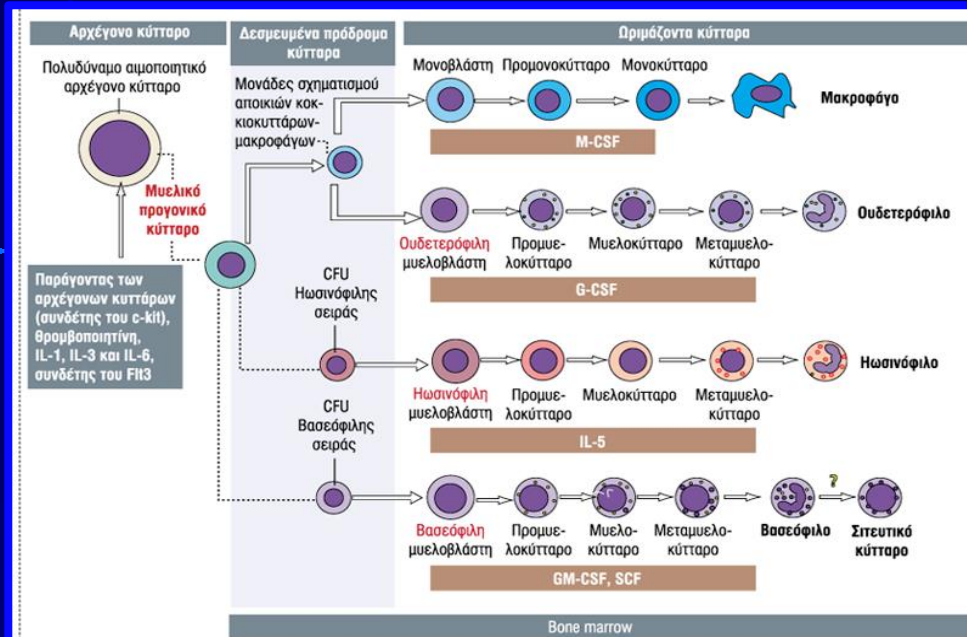 Αρχέγονο κύτταρο
Δεσμευμένα πρόδρομα
κύτταρα
Ωριμάζοντα κύτταρα
Πολυδύναμο αιμοποιητικό
αρχέγονο κύτταρο
Μονάδες σχηματισμού
αποικιών κοκ-
κιοκυττάρων-
μακροφάγων
Μονοβλάστη Προμονοκύτταρο Μονοκύτταρο
Μακροφάγο
M-CSF
Μυελικό
προγονικό
κύτταρο
Ουδετερόφιλο
Ουδετερόφιλη
μυελοβλάστη
Προμυε-
λοκύτταρο
Μυελοκύτταρο
Μεταμυελο-
κύτταρο
G-CSF
Παράγοντας των
αρχέγονων κυττάρων
(συνδέτης του c-kit),
θρομβοποιητίνη,
IL-1, IL-3 και IL-6,
συνδέτης του Flt3
CFU
Ηωσινόφιλης
σειράς
Ηωσινόφιλο
Ηωσινόφιλη
μυελοβλάστη
Προμυε-
λοκύτταρο
Μυελοκύτταρο
Μεταμυελο-
κύτταρο
IL-5
CFU
Βασεόφιλης
σειράς
?
Βασεόφιλη
μυελοβλάστη
Προμυε-
λοκύτταρο
Μυελο-
κύτταρο
Μεταμυελο-
κύτταρο
Βασεόφιλο
Σιτευτικό
κύτταρο
GM-CSF, SCF
Bone marrow